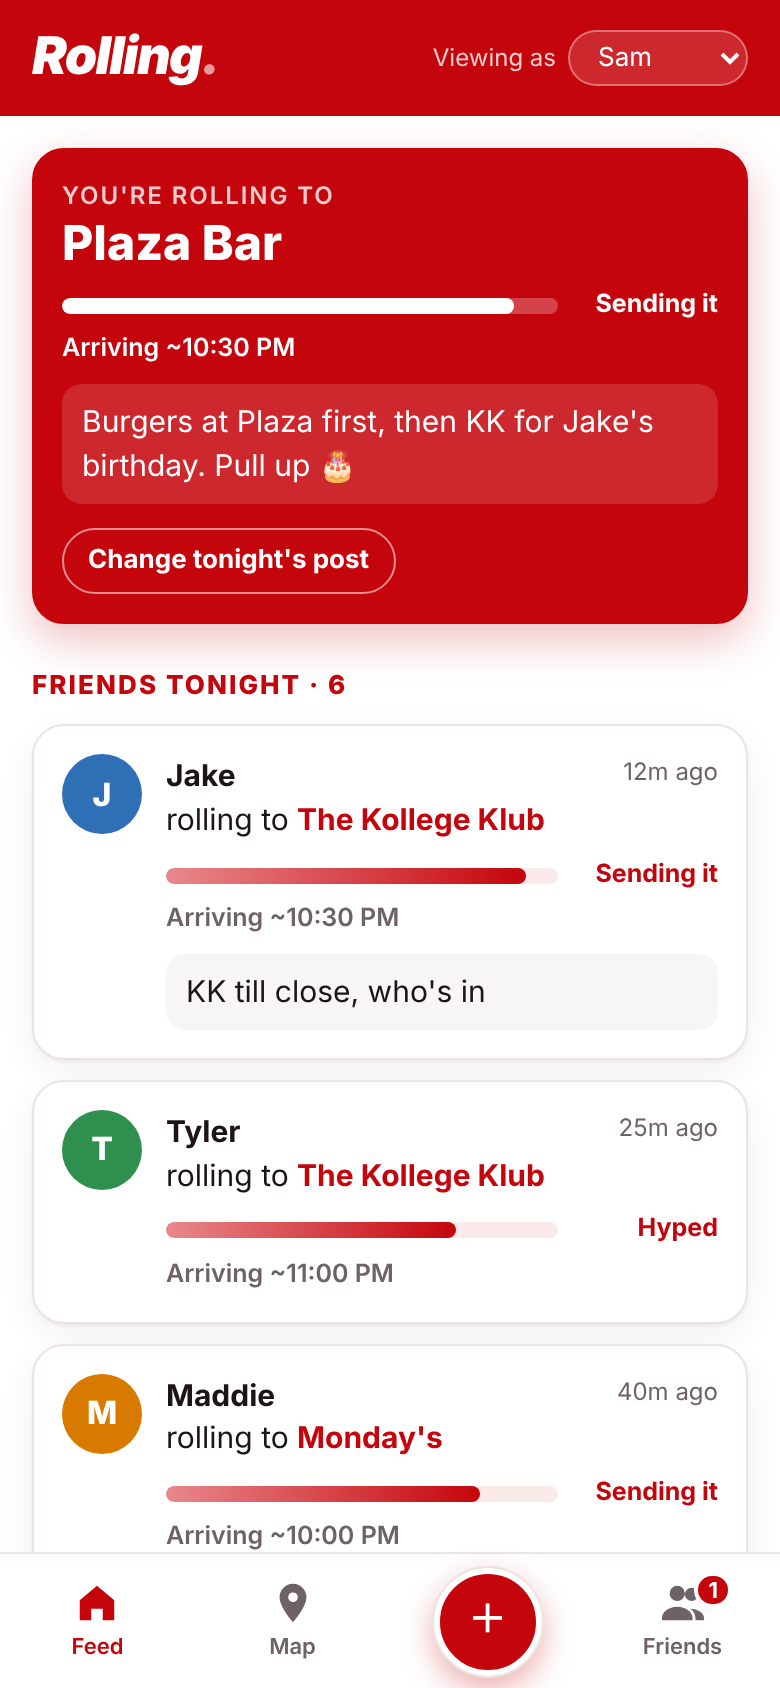 Rolling.
Viewing as
Sam
YOU'RE ROLLING TO
Plaza Bar
Sending it
Arriving ~10:30 PM
Burgers at Plaza first, then KK for Jake's
birthday. Pull up 🎂
Change tonight's post
FRIENDS TONIGHT · 6
J
Jake
12m ago
rolling to The Kollege Klub
Sending it
Arriving ~10:30 PM
KK till close, who's in
T
Tyler
25m ago
rolling to The Kollege Klub
Hyped
Arriving ~11:00 PM
M
Maddie
40m ago
rolling to Monday's
Sending it
Arriving ~10:00 PM
Feed
Map
+
1
Friends